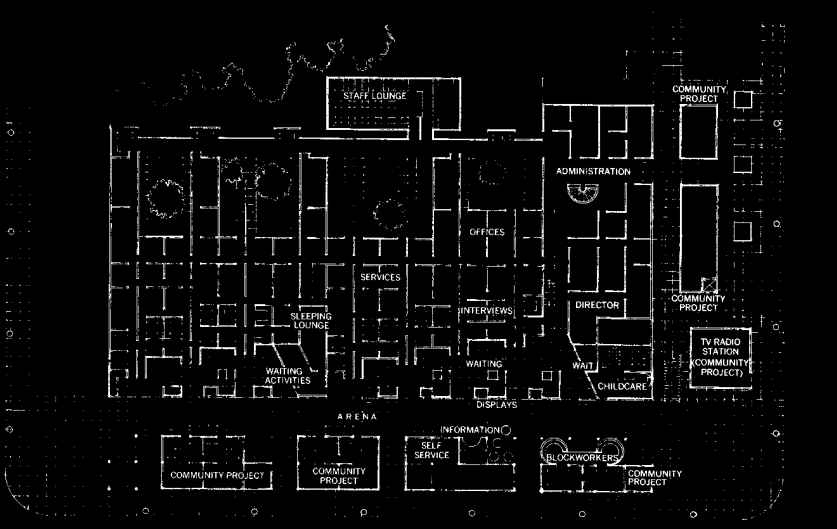 STAFF LOUNGE
COMMUNITY
PROJECT
ADMINISTRATION
OFFICES
SERVICES
SLEEPING
LOUNGE
INTERVIEWS
DIRECTOR
COMMUNITY
PROJECT
TV RADIO
STATION
(COMMUNITY
PROJECT)
WAITING
ACTIVITIES
WAITING
WAIT
CHILDCARE
DISPLAYS
ARENA
INFORMATION
SELF
SERVICE
BLOCKWORKERS
COMMUNITY PROJECT
COMMUNITY
PROJECT
COMMUNITY
PROJECT